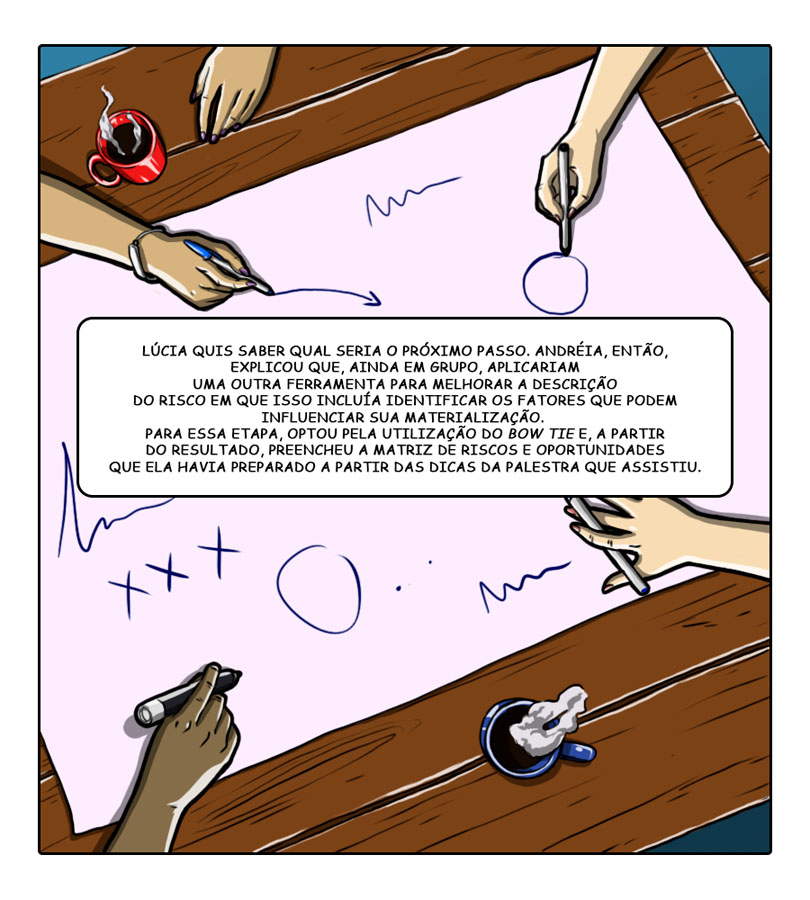 LÚCIA QUIS SABER QUAL SERIA O PRÓXIMO PASSO. ANDRÉIA, ENTÃO,
EXPLICOU QUE, AINDA EM GRUPO, APLICARIAM
UMA OUTRA FERRAMENTA PARA MELHORAR A DESCRIÇÃO
DO RISCO EM QUE ISSO INCLUÍA IDENTIFICAR OS FATORES QUE PODEM
INFLUENCIAR SUA MATERIALIZAÇÃO.
PARA ESSA ETAPA, OPTOU PELA UTILIZAÇÃO DO BOW TIE E, A PARTIR
DO RESULTADO, PREENCHEU A MATRIZ DE RISCOS E OPORTUNIDADES
QUE ELA HAVIA PREPARADO A PARTIR DAS DICAS DA PALESTRA QUE ASSISTIU.